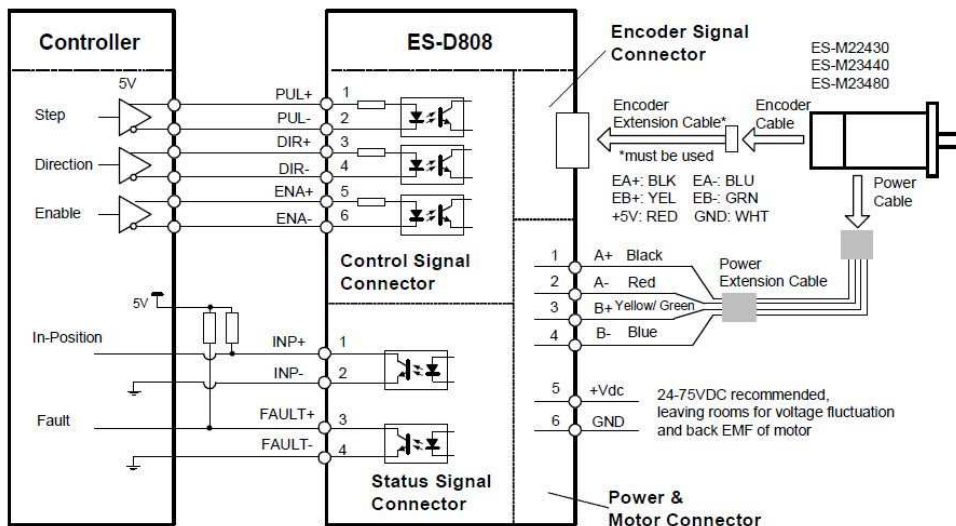 Controller
ES-D808
Encoder Signal
Connector
ES-M22430
ES-M23440
ES-M23480
5V
Step
PUL+
1
PUL-
2
Direction
DIR+
3
DIR-
4
Enable
ENA+
5
ENA-
6
Control Signal
Connector
Encoder
Extension Cable*
Encoder
Cable
*must be used
EA+: BLK EA-: BLU
EB+: YEL EB-: GRN
+5V: RED GND: WHT
Power
Cable
1 A+ Black
2 A- Red
3 B+ Yellow/ Green
4 B- Blue
Power
Extension Cable
5V
In-Position
INP+
1
INP-
2
Fault
FAULT+
3
FAULT-
4
Status Signal
Connector
5 +Vdc
6 GND
24-75VDC recommended,
leaving rooms for voltage fluctuation
and back EMF of motor
Power &
Motor Connector